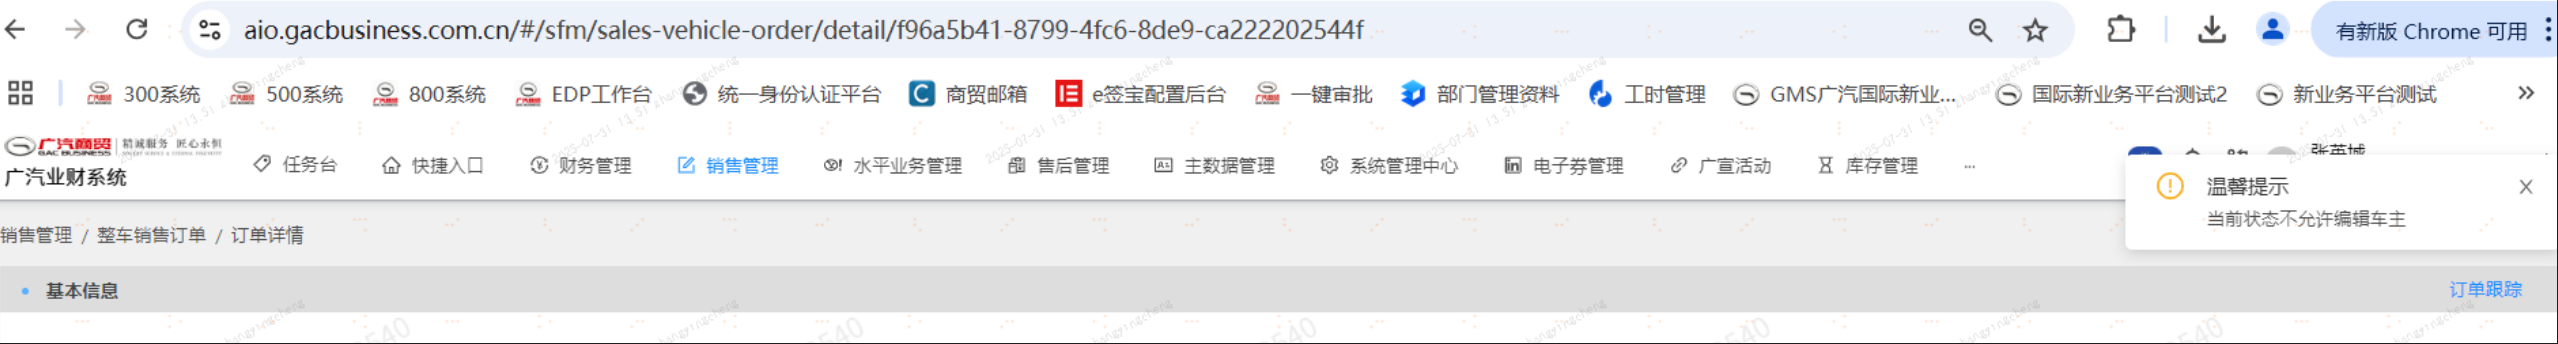 aio.gacbusiness.com.cn/#/sfm/sales-vehicle-order/detail/f96a5b41-8799-4fc6-8de9-ca222202544f
有新版 Chrome 可用
300系统 500系统 800系统 EDP工作台 统一身份认证平台 商贸邮箱 e签宝配置后台 一键审批 部门管理资料 工时管理 GMS广汽国际新业... 国际新业务平台测试2 新业务平台测试
广汽商贸 精诚服务 匠心永恒
GAC BUSINESS
广汽业财系统
任务台 快捷入口 财务管理 销售管理 水平业务管理 售后管理 主数据管理 系统管理中心 电子券管理 广宣活动 库存管理 ...
张英城
温馨提示
当前状态不允许编辑车主
销售管理 / 整车销售订单 / 订单详情
基本信息
订单跟踪
2025-07-31 13:51 zhangyingcheng